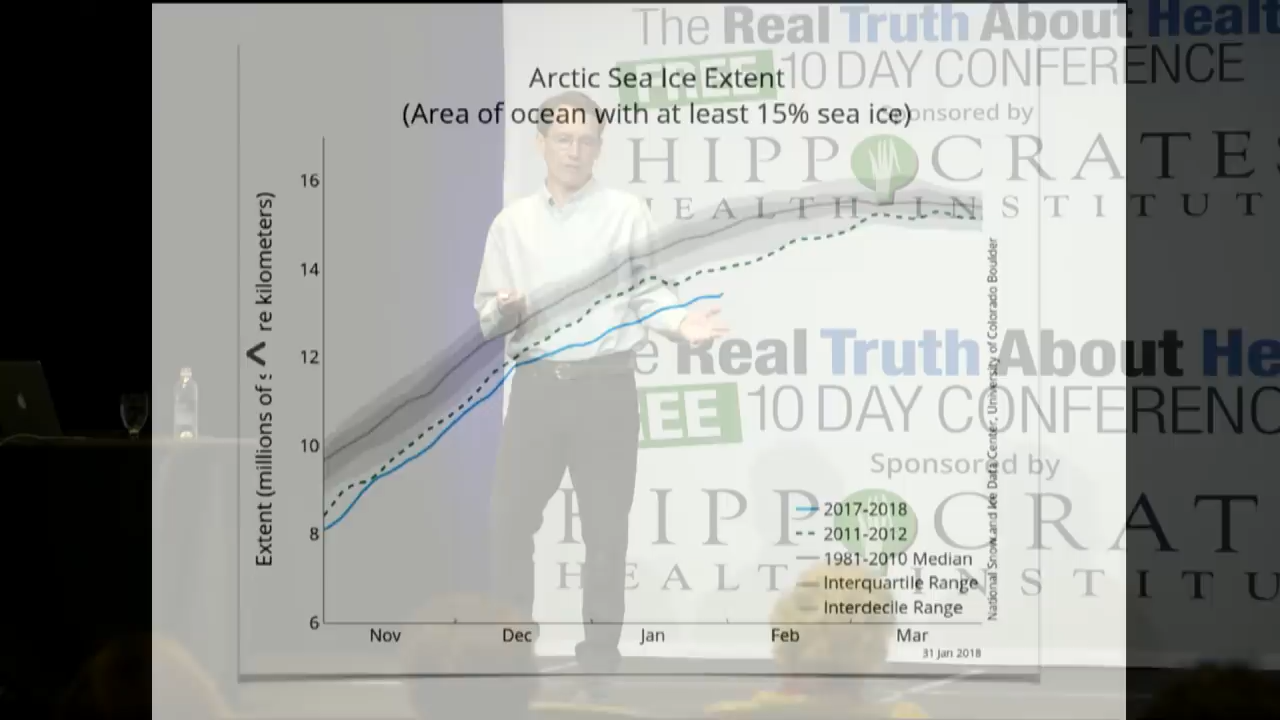 The Real Truth About Healt
FREE 10 DAY CONFERENCE
Arctic Sea Ice Extent
(Area of ocean with at least 15% sea ice)
Sponsored by
HIPPOCRATES
HEALTH INSTITUT
Extent (millions of s re kilometers)
16
14
12
10
8
6
Nov
Dec
Jan
Feb
Mar
31 Jan 2018
National Snow and Ice Data Center, University of Colorado Boulder
e Real Truth About He
REE 10 DAY CONFERENC
Sponsored by
HIPPOCRAT
HEALTH INSTITU
2017-2018
2011-2012
1981-2010 Median
Interquartile Range
Interdecile Range